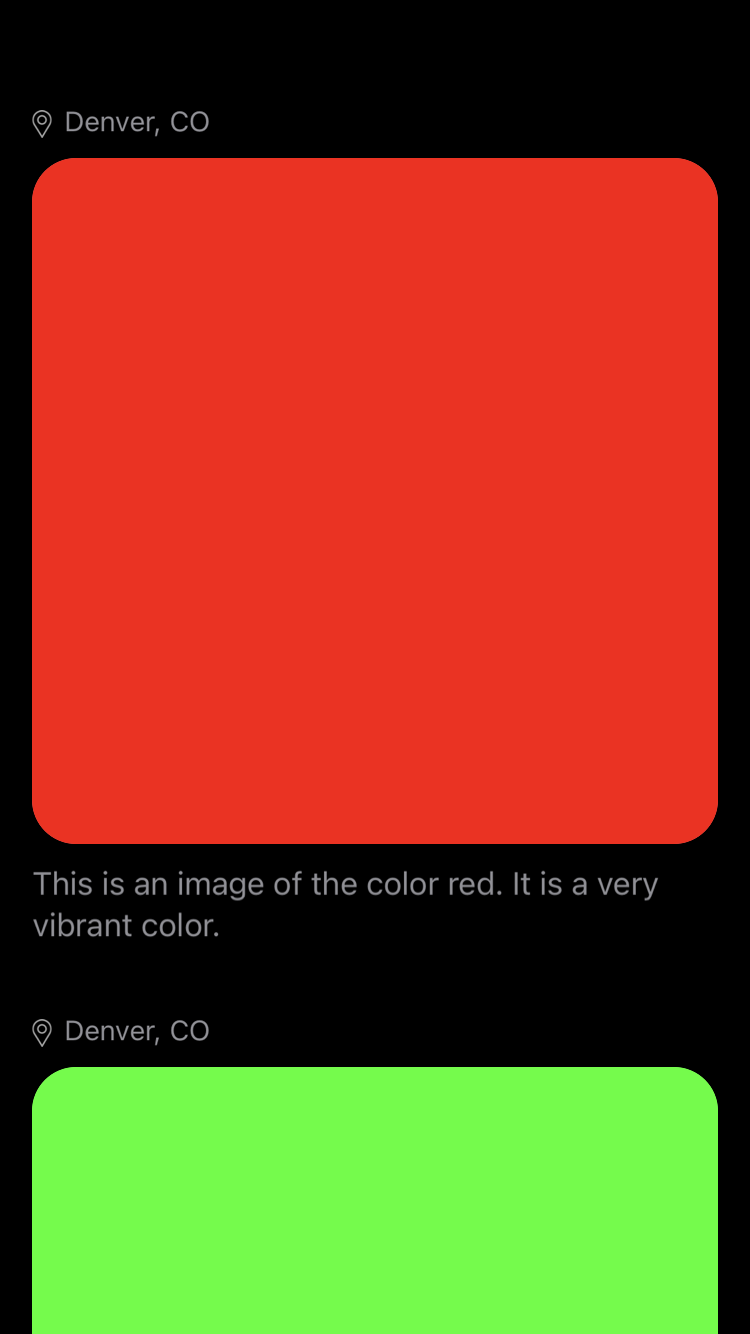 Denver, CO
This is an image of the color red. It is a very
vibrant color.
Denver, CO